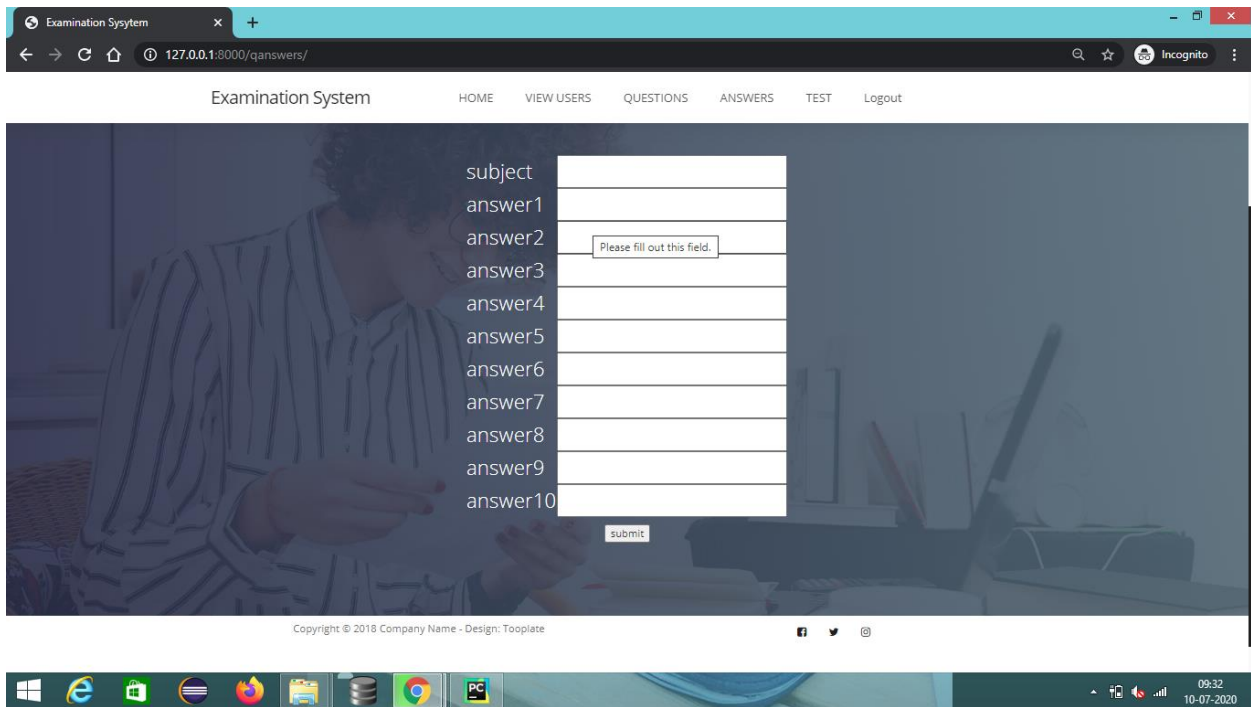 Examination Sysytem
127.0.0.1:8000/qanswers/
Incognito
Examination System HOME VIEW USERS QUESTIONS ANSWERS TEST Logout
subject
answer1
answer2
Please fill out this field.
answer3
answer4
answer5
answer6
answer7
answer8
answer9
answer10
submit
Copyright © 2018 Company Name - Design: Tooplate
PC
09:32
10-07-2020